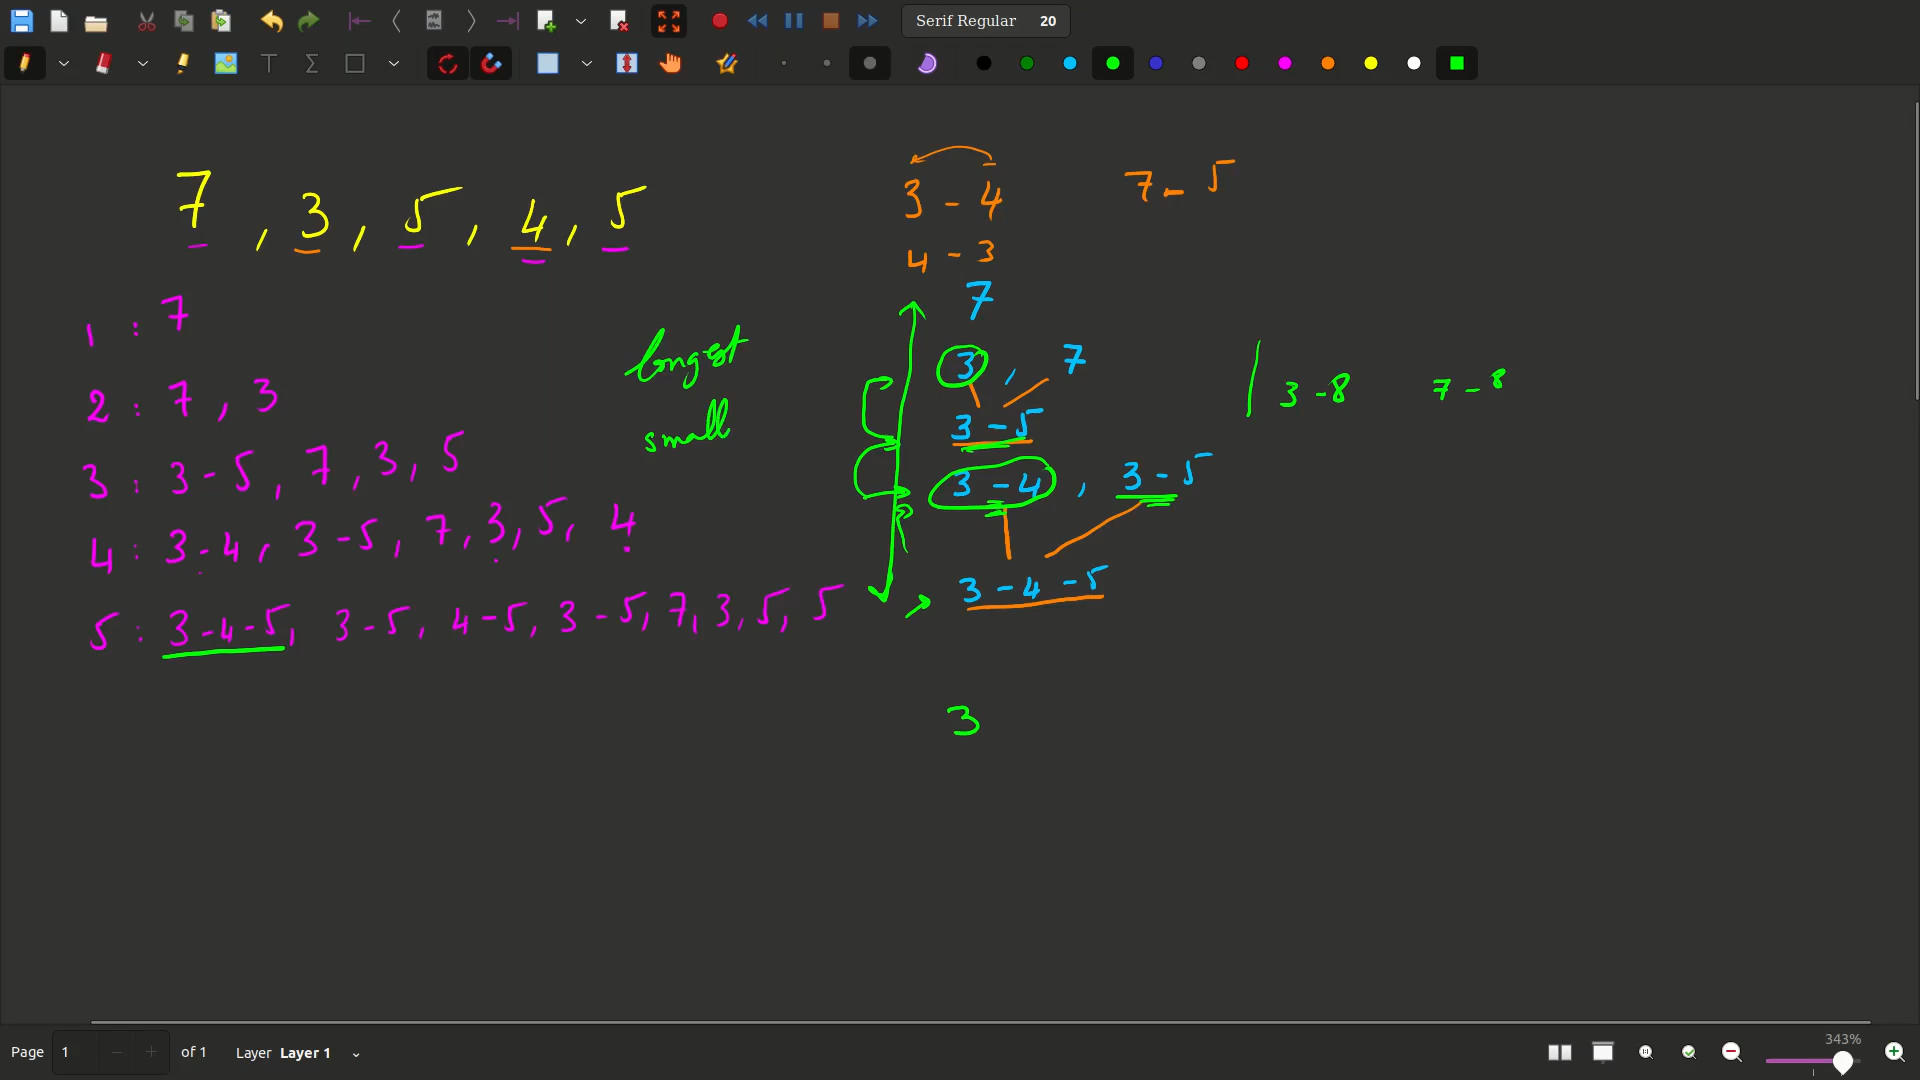 Serif Regular 20
7, 3, 5, 4, 5
3 - 4
7 - 5
4 - 3
7
1 : 7
longest
3, 7
2 : 7, 3
3 - 8
7 - 8
small
3 - 5
3 : 3 - 5, 7, 3, 5
3 - 4, 3 - 5
4 : 3 - 4, 3 - 5, 7, 3, 5, 4
3 - 4 - 5
5 : 3 - 4 - 5, 3 - 5, 4 - 5, 3 - 5, 7, 3, 5, 5
3
343%
Page 1 of 1 Layer Layer 1